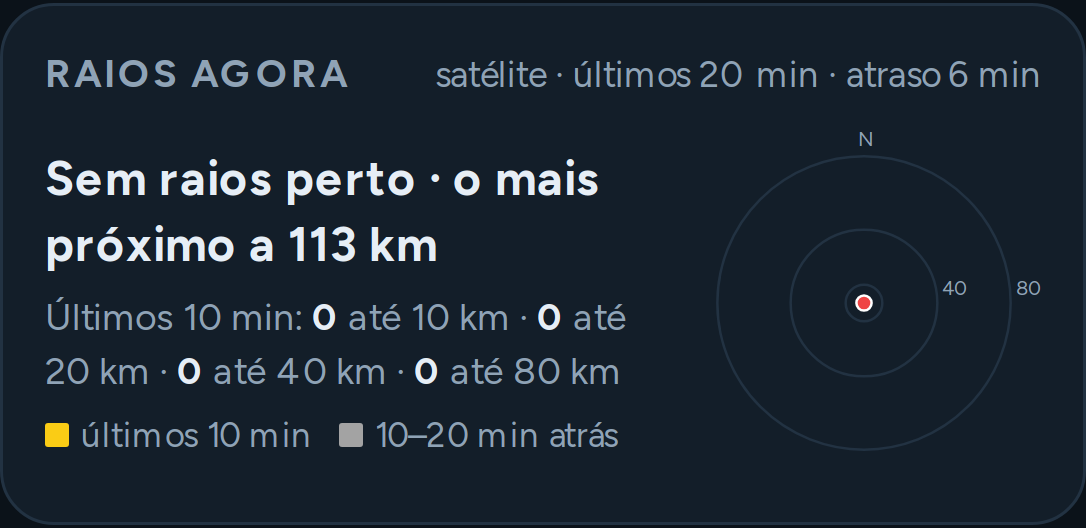 RAIOS AGORA
satélite · últimos 20 min · atraso 6 min
Sem raios perto · o mais
próximo a 113 km
Últimos 10 min: 0 até 10 km · 0 até
20 km · 0 até 40 km · 0 até 80 km
últimos 10 min
10–20 min atrás
N
40
80